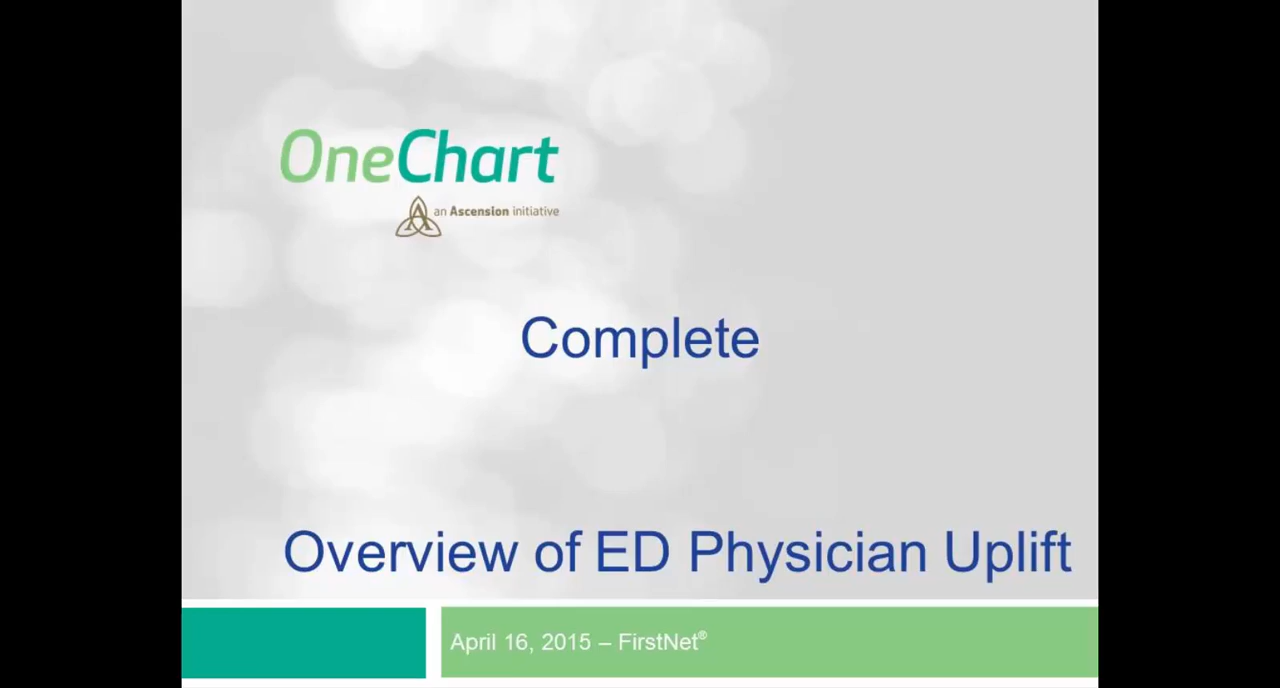 OneChart
an Ascension initiative
Complete
Overview of ED Physician Uplift
April 16, 2015 – FirstNet®